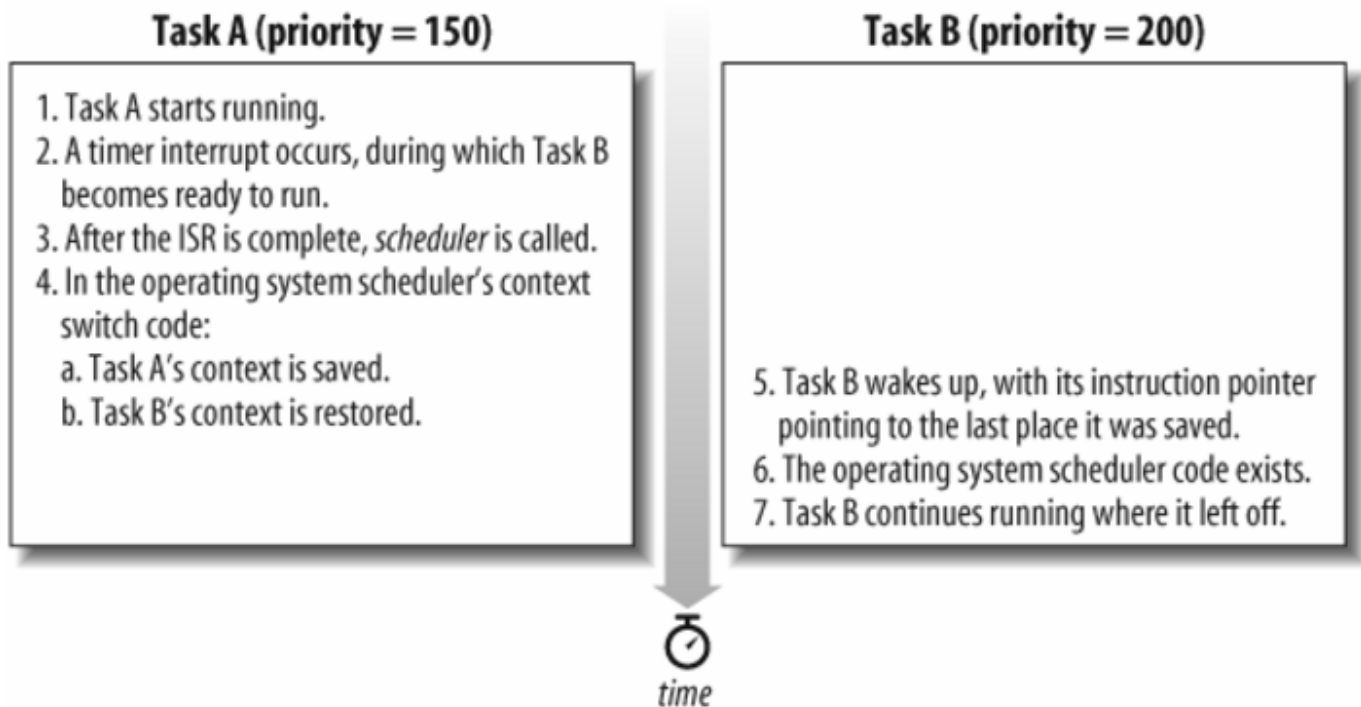 Task A (priority = 150)
1. Task A starts running.
2. A timer interrupt occurs, during which Task B
becomes ready to run.
3. After the ISR is complete, scheduler is called.
4. In the operating system scheduler's context
switch code:
a. Task A's context is saved.
b. Task B's context is restored.
Task B (priority = 200)
5. Task B wakes up, with its instruction pointer
pointing to the last place it was saved.
6. The operating system scheduler code exists.
7. Task B continues running where it left off.
time